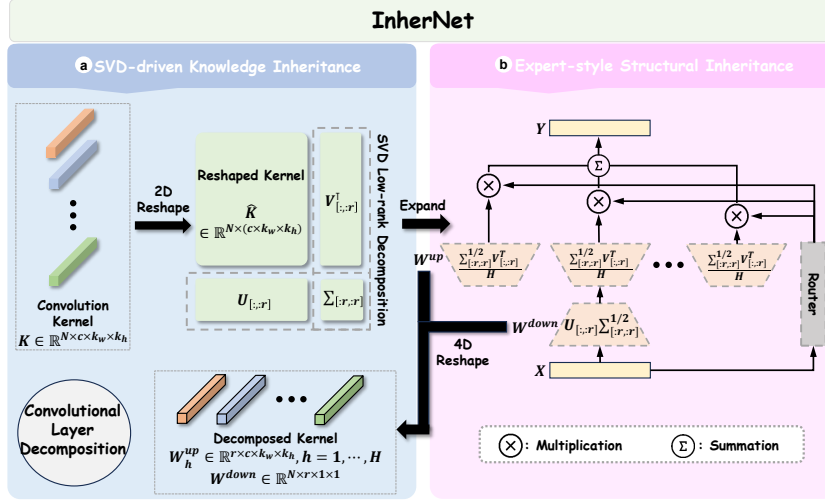 InherNet
a SVD-driven Knowledge Inheritance
Convolution
Kernel
K ∈ ℝ^{N×c×k_w×k_h}
2D
Reshape
Reshaped Kernel
K̂
∈ ℝ^{N×(c×k_w×k_h)}
V^⊺_{[:,:r]}
U_{[:,:r]}
Σ_{[:r,:r]}
SVD Low-rank Decomposition
Expand
4D
Reshape
Convolutional
Layer
Decomposition
Decomposed Kernel
W^{up}_h ∈ ℝ^{r×c×k_w×k_h}, h = 1, ⋯, H
W^{down} ∈ ℝ^{N×r×1×1}
b Expert-style Structural Inheritance
Y
Σ
W^{up}
Σ^{1/2}_{[:r,:r]}V^T_{[:,:r]}
H
Σ^{1/2}_{[:r,:r]}V^T_{[:,:r]}
H
Σ^{1/2}_{[:r,:r]}V^T_{[:,:r]}
H
Router
W^{down} U_{[:,:r]}Σ^{1/2}_{[:r,:r]}
X
⊗: Multiplication Σ: Summation